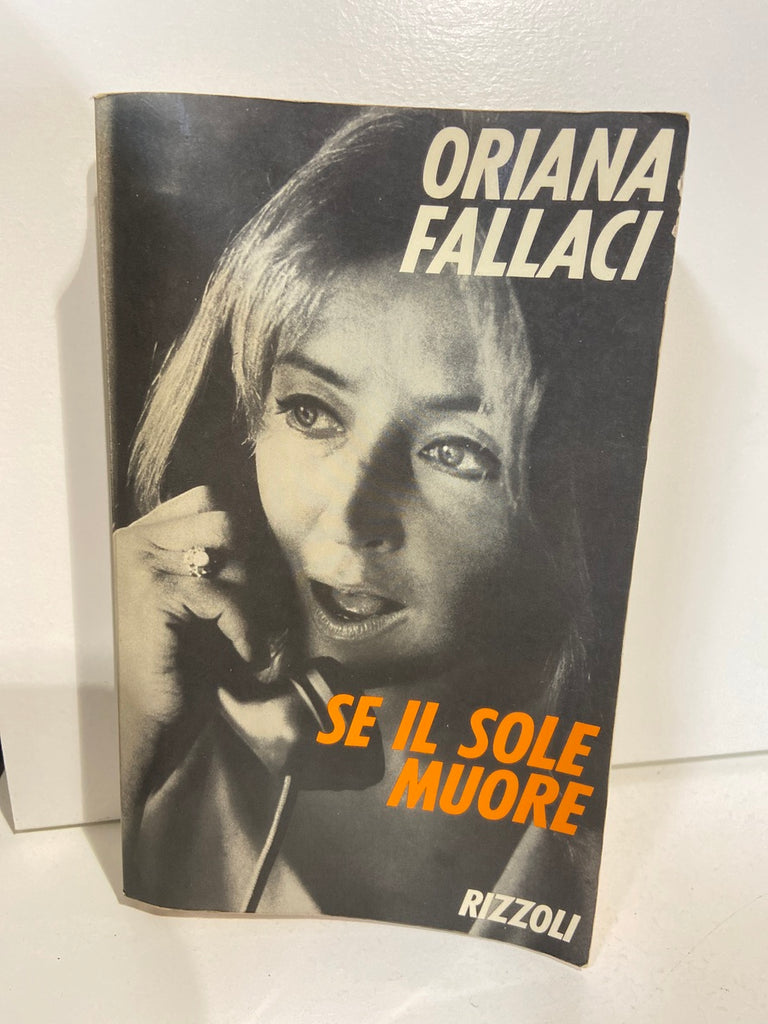 ORIANA
FALLACI
SE IL SOLE
MUORE
RIZZOLI